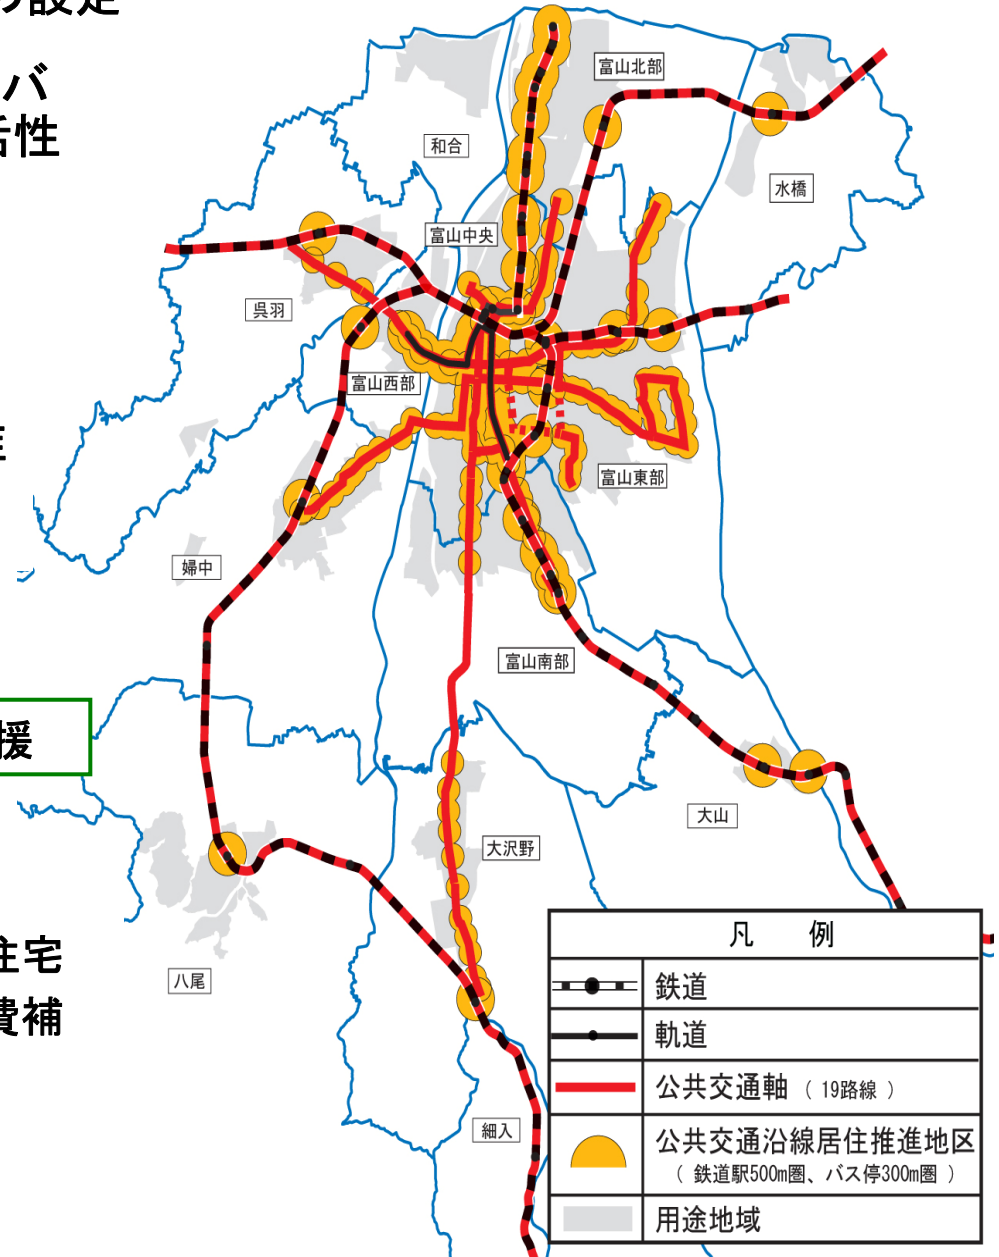 の設定
バ
活性
援
住宅
費補
富山北部
和合
水橋
富山中央
呉羽
富山西部
富山東部
婦中
富山南部
大山
大沢野
八尾
細入
凡 例
鉄道
軌道
公共交通軸 ( 19路線 )
公共交通沿線居住推進地区
( 鉄道駅500m圏、バス停300m圏 )
用途地域